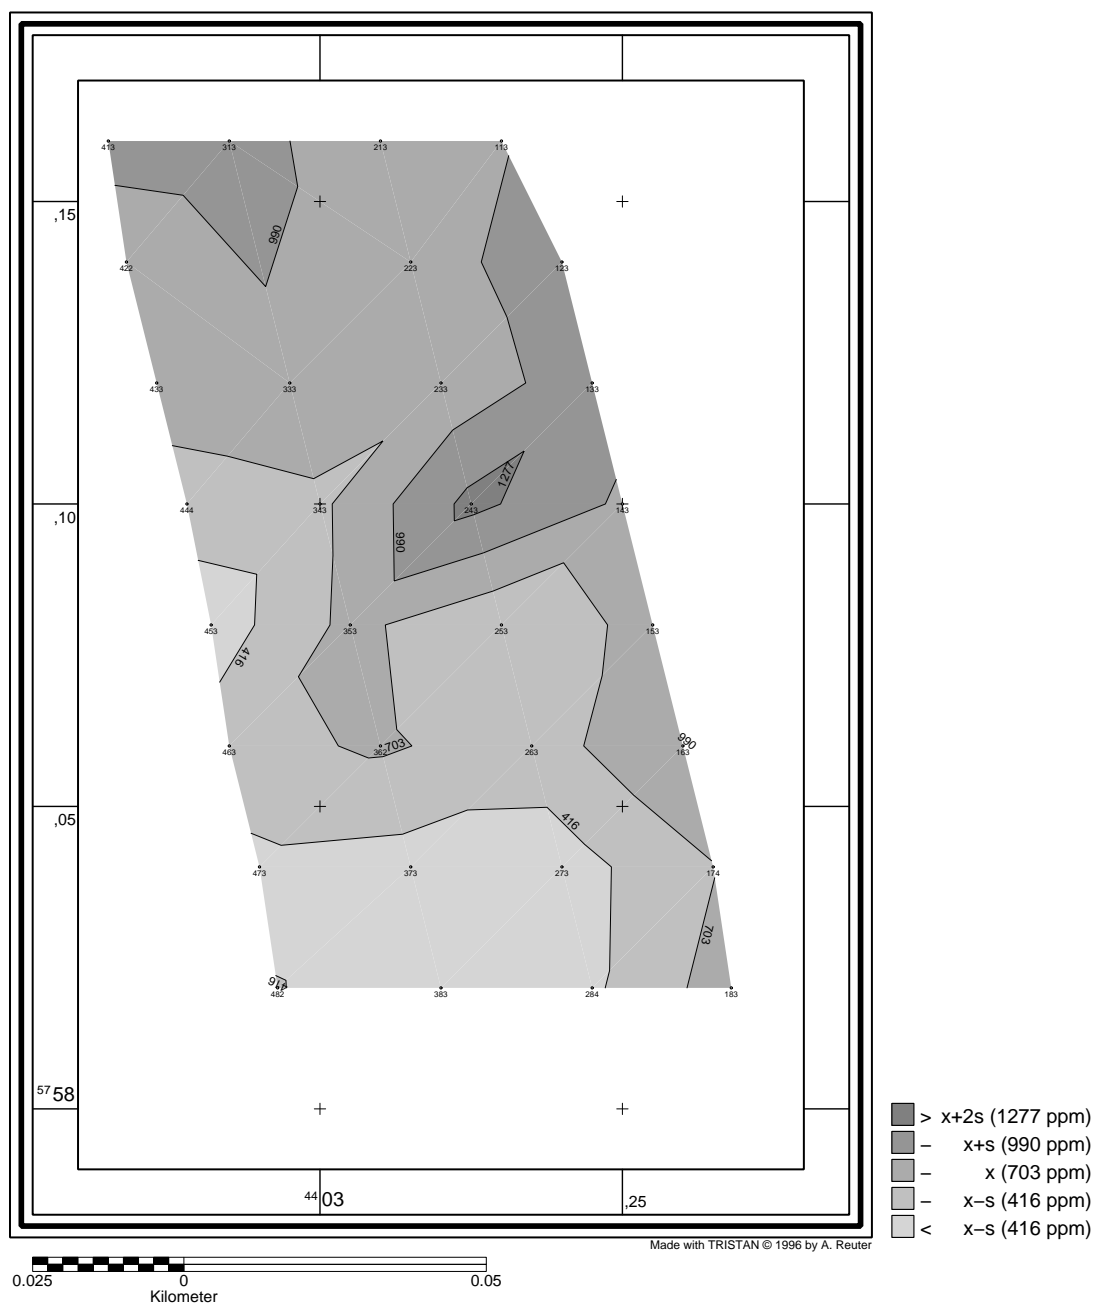 413 313 213 113
,15
990
422 223 123
433 333 233 133
1277
,10
444 343 243 143
990
453 353 253 153
416
990
463 362 703 263 163
,05
416
473 373 273 174
703
416
482 383 284 183
57 58
> x+2s (1277 ppm)
– x+s (990 ppm)
– x (703 ppm)
– x–s (416 ppm)
< x–s (416 ppm)
44 03 ,25
Made with TRISTAN © 1996 by A. Reuter
0.025 0 0.05
Kilometer